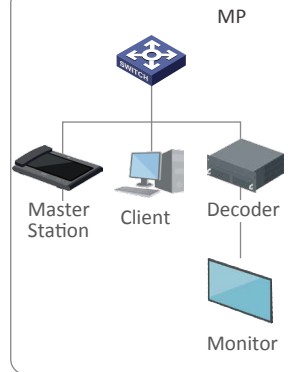 MP
SWITCH
Master
Station
Client
Decoder
Monitor